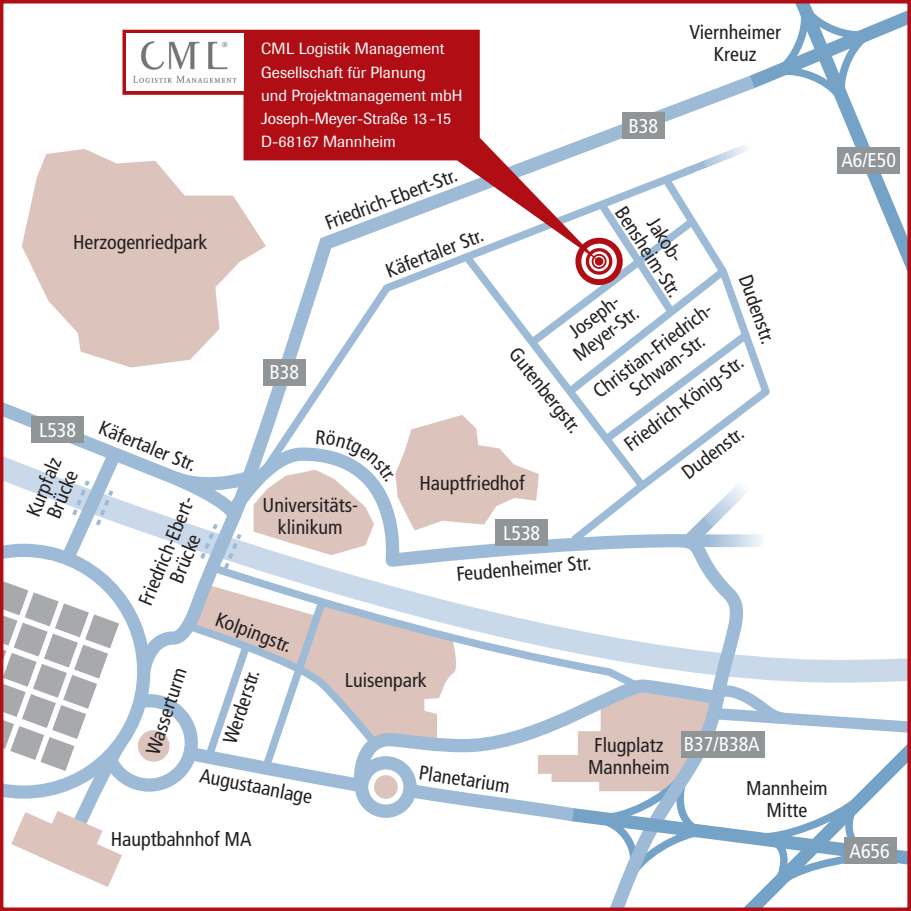 CML®
LOGISTIK MANAGEMENT
CML Logistik Management
Gesellschaft für Planung
und Projektmanagement mbH
Joseph-Meyer-Straße 13-15
D-68167 Mannheim
Viernheimer
Kreuz
B38
A6/E50
Friedrich-Ebert-Str.
Herzogenriedpark
Käfertaler Str.
Jakob-
Bensheim-Str.
Joseph-
Meyer-Str.
Dudenstr.
Christian-Friedrich-
Schwan-Str.
B38
Gutenbergstr.
Friedrich-König-Str.
L538
Käfertaler Str.
Röntgenstr.
Dudenstr.
Kurpfalz
Brücke
Hauptfriedhof
Universitäts-
klinikum
Friedrich-Ebert-
Brücke
L538
Feudenheimer Str.
Kolpingstr.
Luisenpark
Wasserturm
Werderstr.
Flugplatz
Mannheim
B37/B38A
Augustaanlage
Planetarium
Mannheim
Mitte
Hauptbahnhof MA
A656